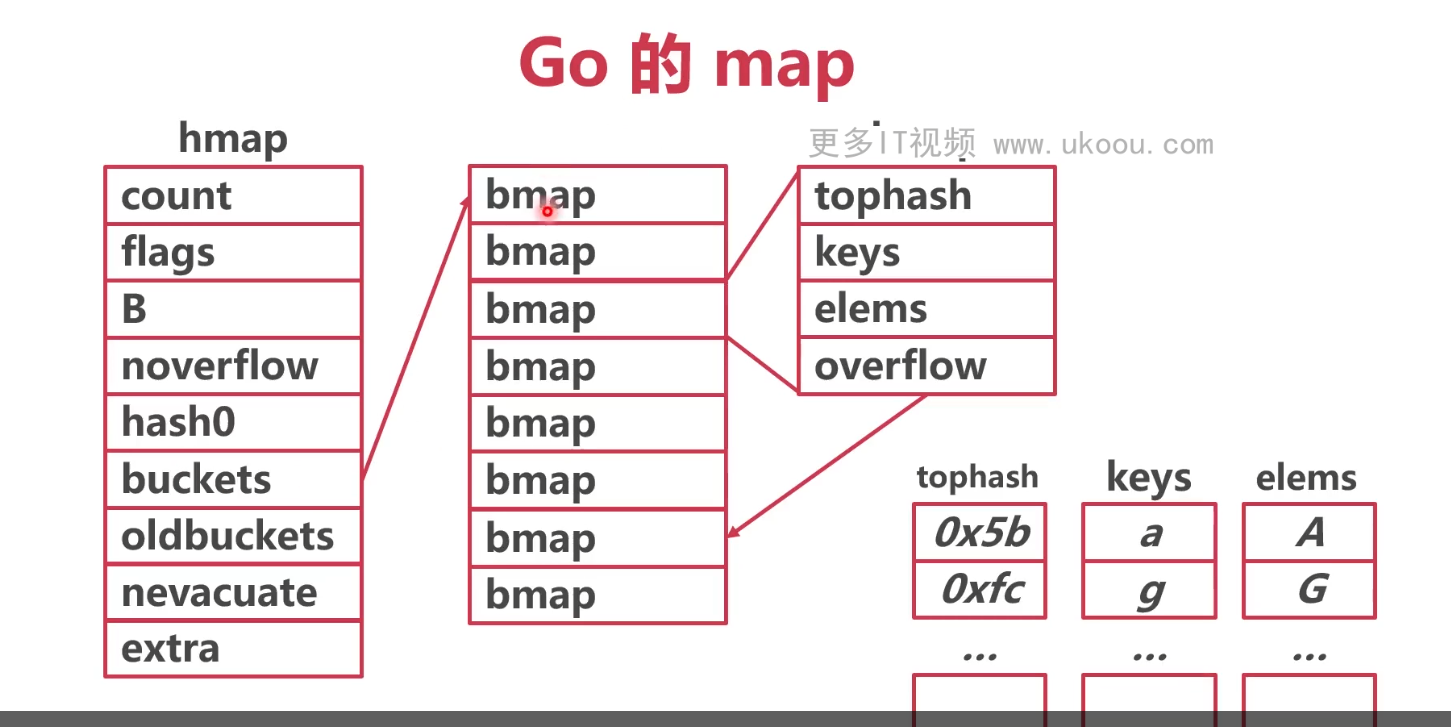 Go 的 map
更多IT视频 www.ukoou.com
hmap
count
flags
B
noverflow
hash0
buckets
oldbuckets
nevacuate
extra
bmap
bmap
bmap
bmap
bmap
bmap
bmap
bmap
tophash
keys
elems
overflow
tophash keys elems
0x5b a A
0xfc g G
... ... ...